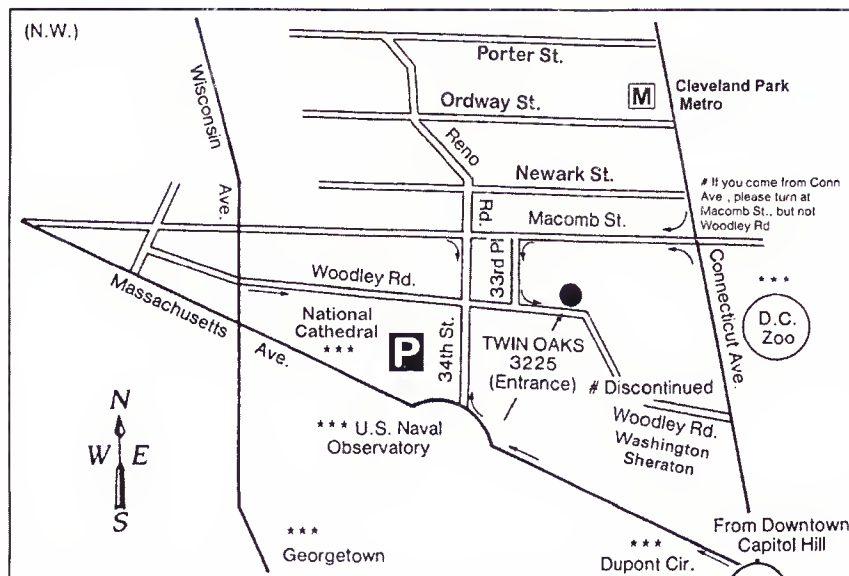 (N.W.)
Wisconsin
Ave.
Porter St.
M
Cleveland Park
Metro
Ordway St.
Reno
Rd.
Newark St.
# If you come from Conn
Ave , please turn at
Macomb St., but not
Woodley Rd
Macomb St.
33rd Pl
Woodley Rd.
Massachusetts
Ave.
National
Cathedral
***
P
34th St.
TWIN OAKS
3225
(Entrance)
# Discontinued
Connecticut Ave.
***
D.C.
Zoo
Woodley Rd.
Washington
Sheraton
*** U.S. Naval
Observatory
N
W E
S
***
Georgetown
***
Dupont Cir.
From Downtown
Capitol Hill